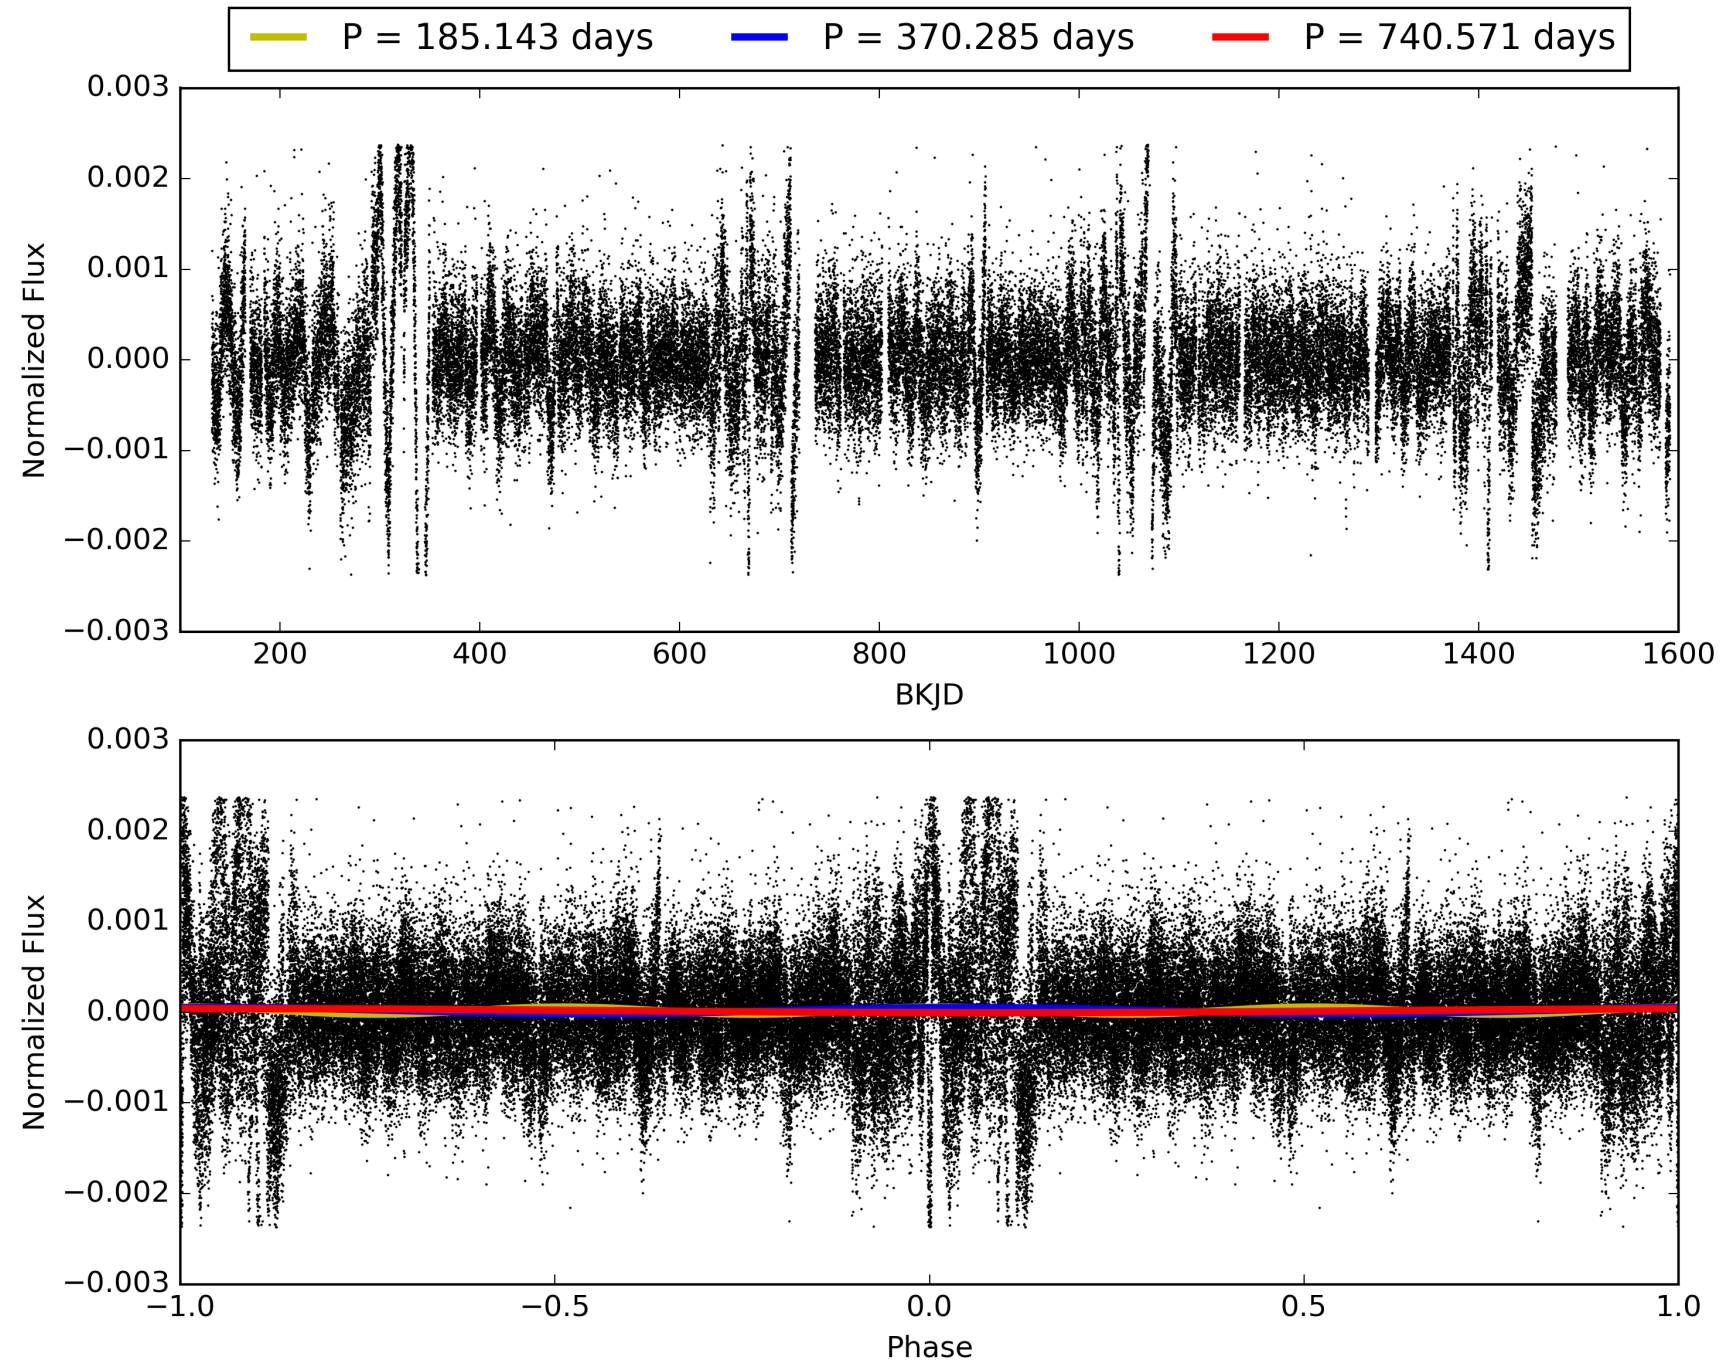 P = 185.143 days P = 370.285 days P = 740.571 days
0.003
0.002
0.001
0.000
−0.001
−0.002
−0.003
Normalized Flux
200 400 600 800 1000 1200 1400 1600
BKJD
0.003
0.002
0.001
0.000
−0.001
−0.002
−0.003
Normalized Flux
−1.0 −0.5 0.0 0.5 1.0
Phase